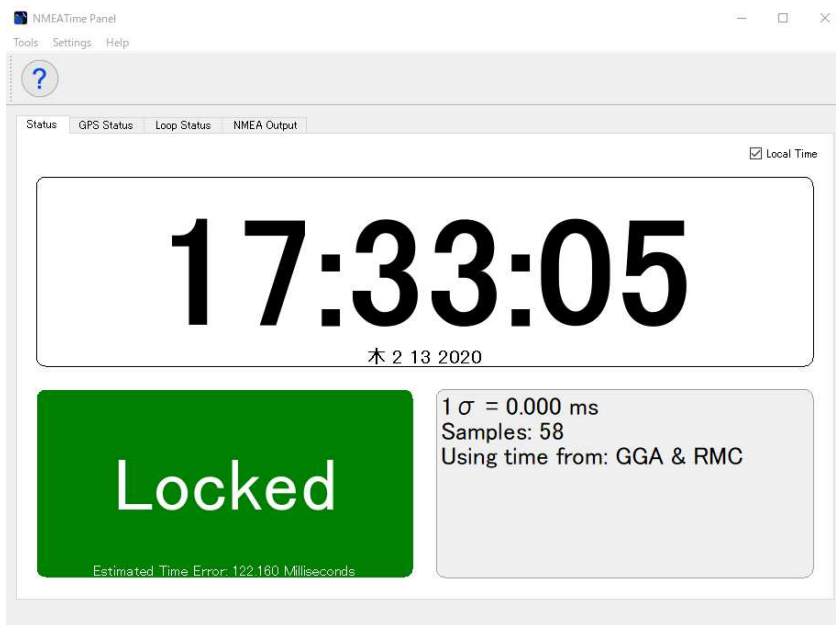 NMEATime Panel
Tools Settings Help
?
Status GPS Status Loop Status NMEA Output
Local Time
17:33:05
木 2 13 2020
Locked
Estimated Time Error: 122.160 Milliseconds
1σ = 0.000 ms
Samples: 58
Using time from: GGA & RMC